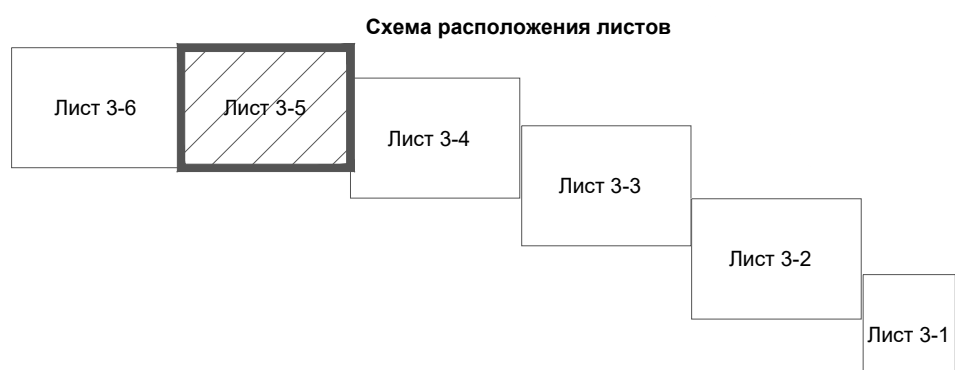 Схема расположения листов
Лист 3-6
Лист 3-5
Лист 3-4
Лист 3-3
Лист 3-2
Лист 3-1